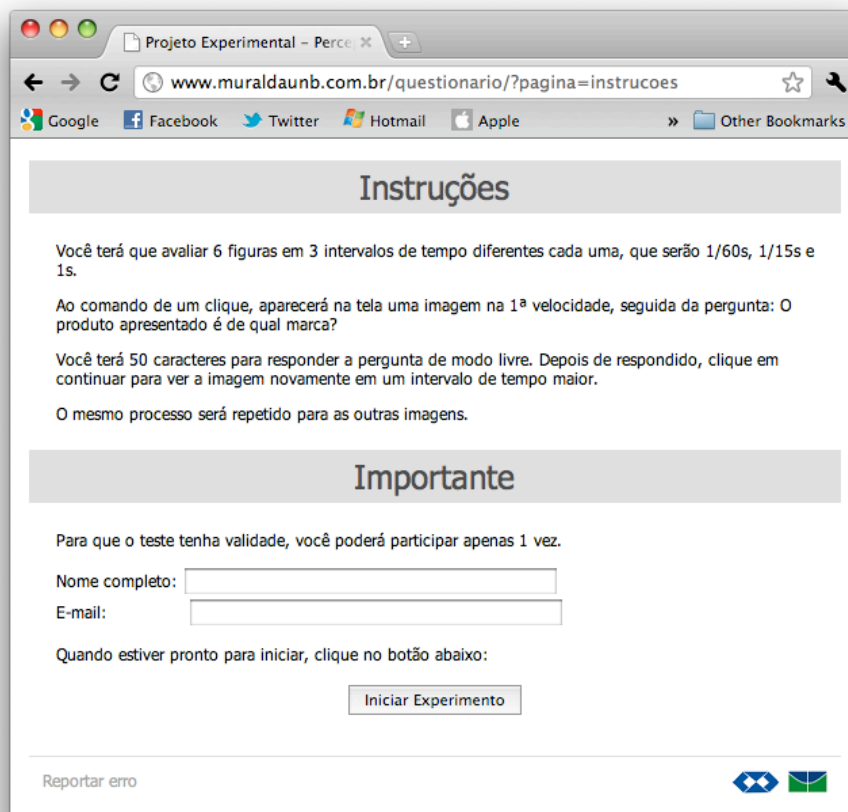 Projeto Experimental – Perce
www.muraldaunb.com.br/questionario/?pagina=instrucoes
Google Facebook Twitter Hotmail Apple » Other Bookmarks
Instruções
Você terá que avaliar 6 figuras em 3 intervalos de tempo diferentes cada uma, que serão 1/60s, 1/15s e
1s.
Ao comando de um clique, aparecerá na tela uma imagem na 1ª velocidade, seguida da pergunta: O
produto apresentado é de qual marca?
Você terá 50 caracteres para responder a pergunta de modo livre. Depois de respondido, clique em
continuar para ver a imagem novamente em um intervalo de tempo maior.
O mesmo processo será repetido para as outras imagens.
Importante
Para que o teste tenha validade, você poderá participar apenas 1 vez.
Nome completo:
E-mail:
Quando estiver pronto para iniciar, clique no botão abaixo:
Iniciar Experimento
Reportar erro